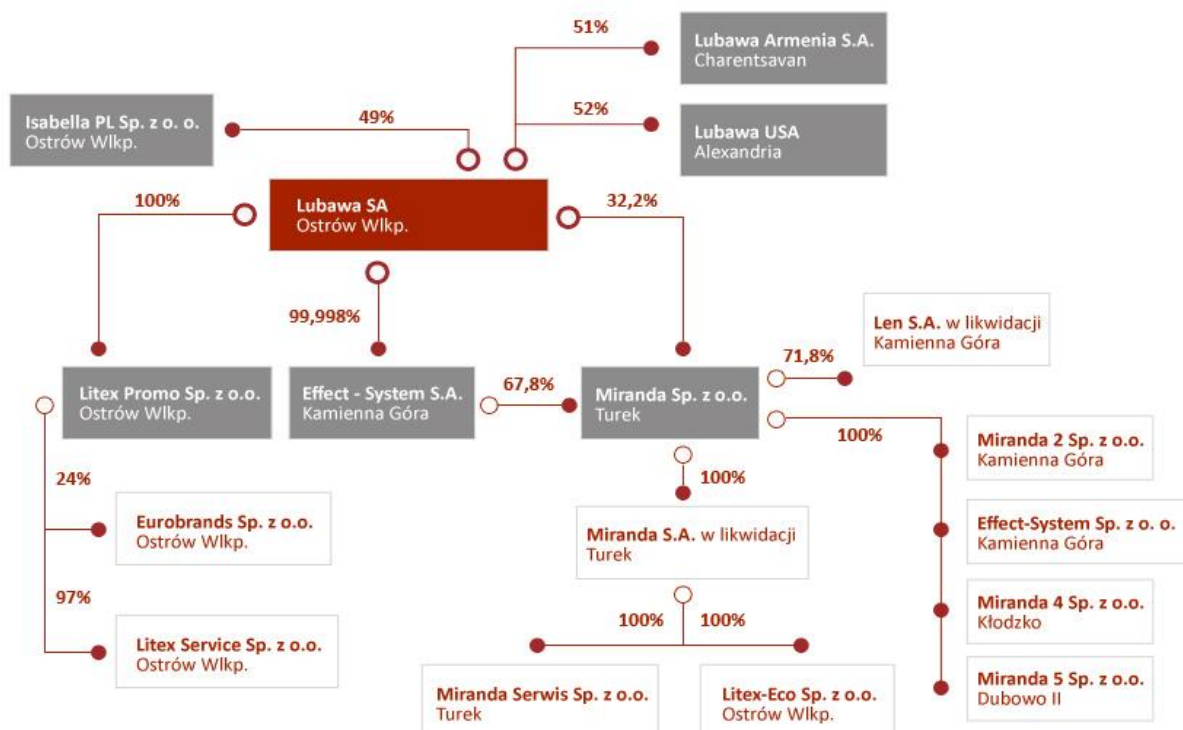 51%
Lubawa Armenia S.A.
Charentsavan
Isabella PL Sp. z o. o.
Ostrów Wlkp.
49%
52%
Lubawa USA
Alexandria
100%
Lubawa SA
Ostrów Wlkp.
32,2%
99,998%
Len S.A. w likwidacji
Kamienna Góra
71,8%
Litex Promo Sp. z o.o.
Ostrów Wlkp.
Effect - System S.A.
Kamienna Góra
67,8%
Miranda Sp. z o.o.
Turek
100%
Miranda 2 Sp. z o.o.
Kamienna Góra
24%
100%
Eurobrands Sp. z o.o.
Ostrów Wlkp.
Miranda S.A. w likwidacji
Turek
Effect-System Sp. z o. o.
Kamienna Góra
97%
100%
100%
Miranda 4 Sp. z o.o.
Kłodzko
Litex Service Sp. z o.o.
Ostrów Wlkp.
Miranda Serwis Sp. z o.o.
Turek
Litex-Eco Sp. z o.o.
Ostrów Wlkp.
Miranda 5 Sp. z o.o.
Dubowo II